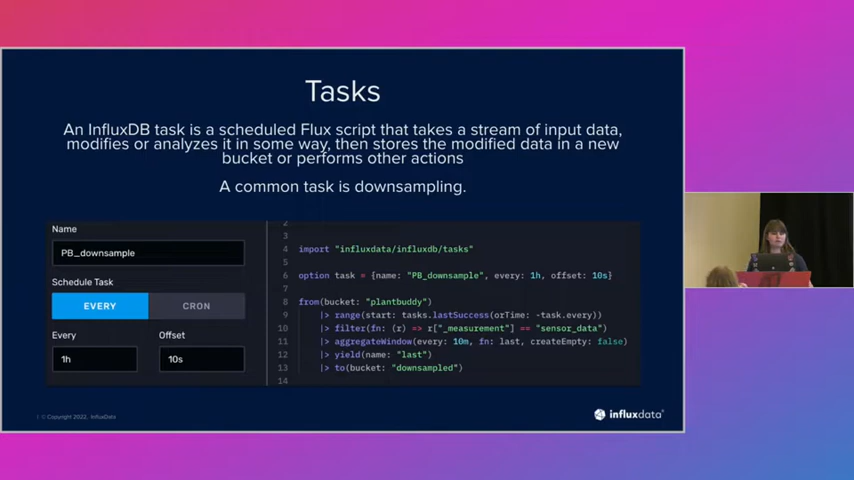 Tasks
An InfluxDB task is a scheduled Flux script that takes a stream of input data,
modifies or analyzes it in some way, then stores the modified data in a new
bucket or performs other actions
A common task is downsampling.
Name
PB_downsample
Schedule Task
EVERY CRON
Every Offset
1h 10s
2
3
4 import "influxdata/influxdb/tasks"
5
6 option task = {name: "PB_downsample", every: 1h, offset: 10s}
7
8 from(bucket: "plantbuddy")
9 |> range(start: tasks.lastSuccess(orTime: -task.every))
10 |> filter(fn: (r) => r["_measurement"] == "sensor_data")
11 |> aggregateWindow(every: 10m, fn: last, createEmpty: false)
12 |> yield(name: "last")
13 |> to(bucket: "downsampled")
14
| © Copyright 2022, InfluxData
influxdata®